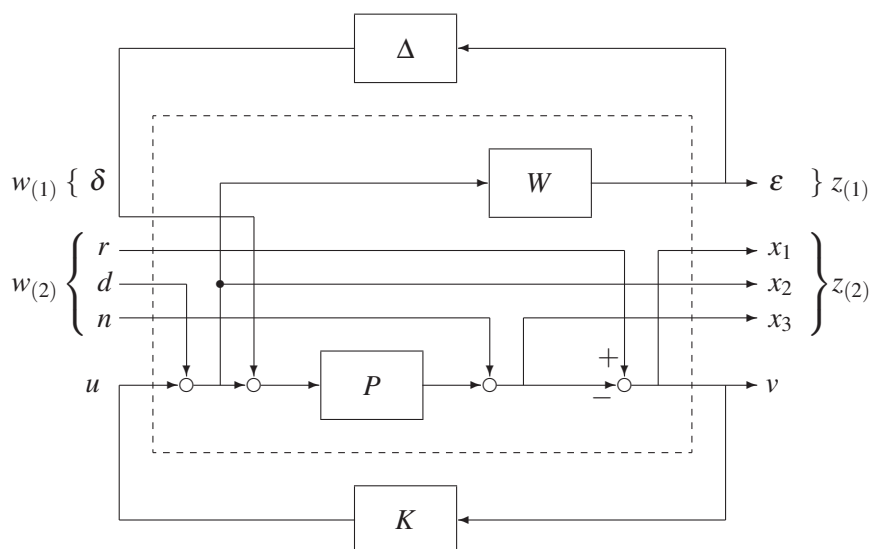 Δ
w(1) { δ W ε } z(1)
r x1
w(2) { d x2 } z(2)
n x3
+
u P − v
K